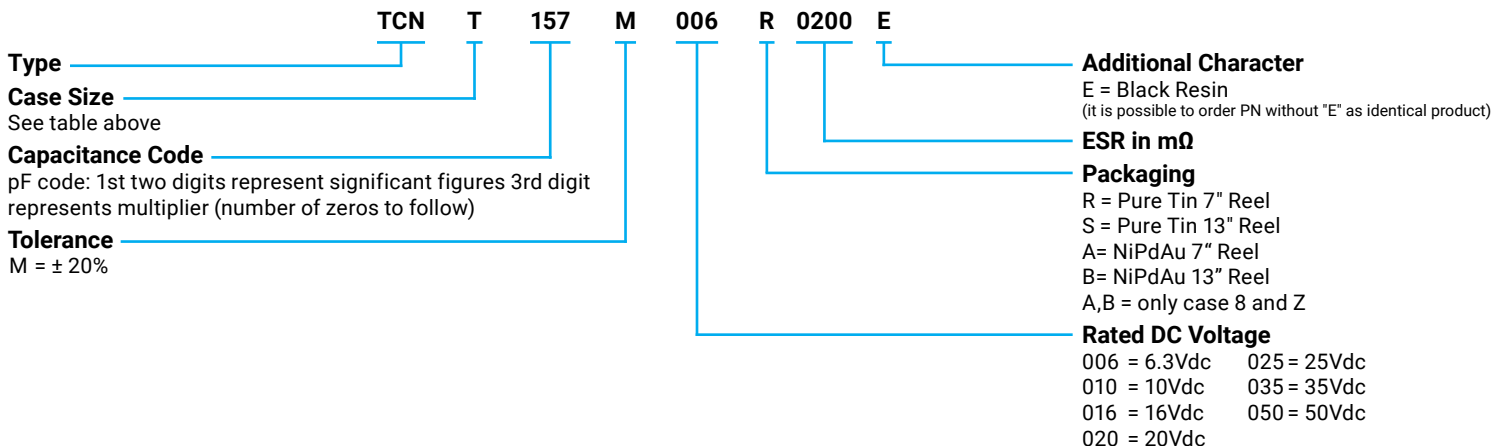 TCN T 157 M 006 R 0200 E
Type
Case Size
See table above
Capacitance Code
pF code: 1st two digits represent significant figures 3rd digit
represents multiplier (number of zeros to follow)
Tolerance
M = ± 20%
Additional Character
E = Black Resin
(it is possible to order PN without "E" as identical product)
ESR in mΩ
Packaging
R = Pure Tin 7" Reel
S = Pure Tin 13" Reel
A= NiPdAu 7“ Reel
B= NiPdAu 13” Reel
A,B = only case 8 and Z
Rated DC Voltage
006 = 6.3Vdc 025 = 25Vdc
010 = 10Vdc 035 = 35Vdc
016 = 16Vdc 050 = 50Vdc
020 = 20Vdc